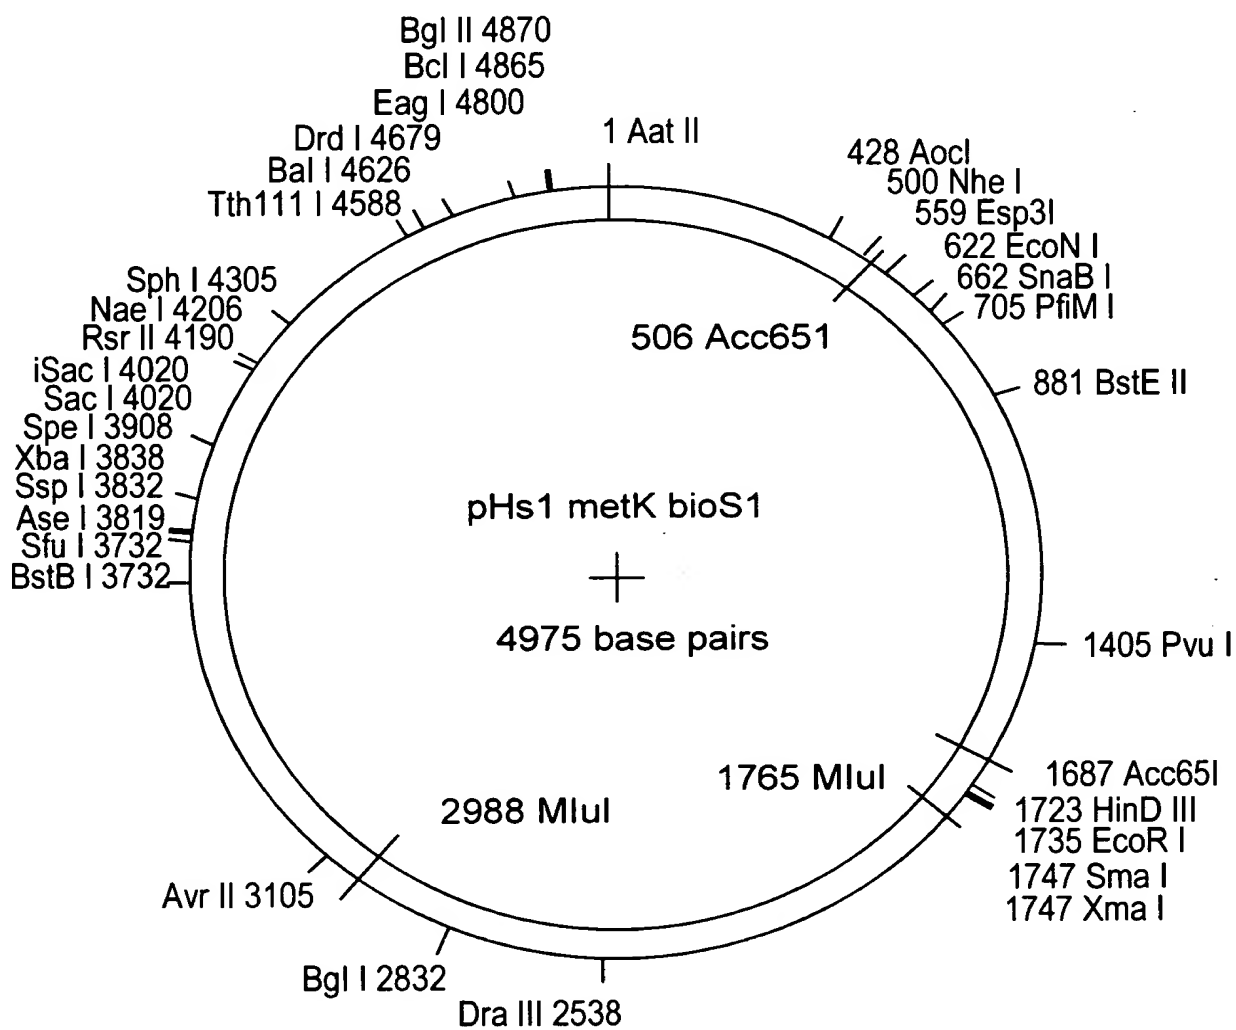 Bgl II 4870
Bcl I 4865
Eag I 4800
Drd I 4679
Bal I 4626
Tth111 I 4588
1 Aat II
428 AocI
500 Nhe I
559 Esp3I
622 EcoN I
662 SnaB I
705 PflM I
506 Acc651
881 BstE II
Sph I 4305
Nae I 4206
Rsr II 4190
iSac I 4020
Sac I 4020
Spe I 3908
Xba I 3838
Ssp I 3832
Ase I 3819
Sfu I 3732
BstB I 3732
pHs1 metK bioS1
4975 base pairs
1405 Pvu I
1765 MluI
1687 Acc65I
1723 HinD III
1735 EcoR I
1747 Sma I
1747 Xma I
2988 MluI
Avr II 3105
Bgl I 2832
Dra III 2538